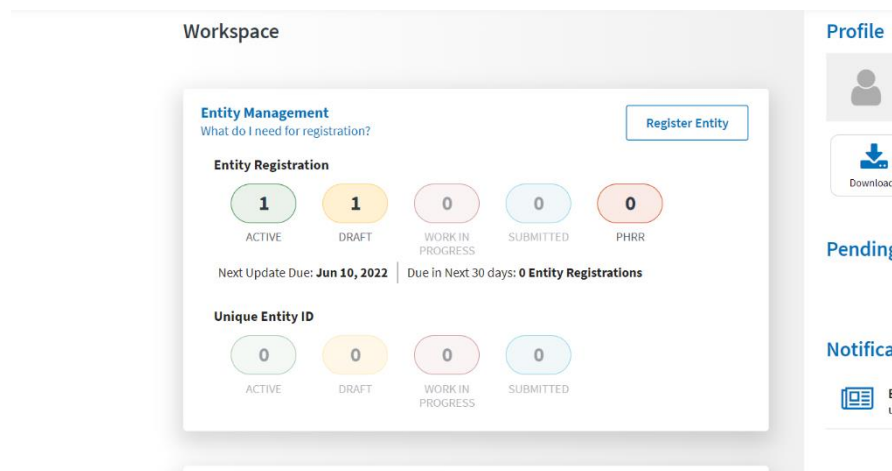 Workspace
Entity Management
What do I need for registration?
Register Entity
Entity Registration
1
1
0
0
0
ACTIVE
DRAFT
WORK IN
PROGRESS
SUBMITTED
PHRR
Next Update Due: Jun 10, 2022
Due in Next 30 days: 0 Entity Registrations
Unique Entity ID
0
0
0
0
ACTIVE
DRAFT
WORK IN
PROGRESS
SUBMITTED
Profile
Download
Pending
Notifica